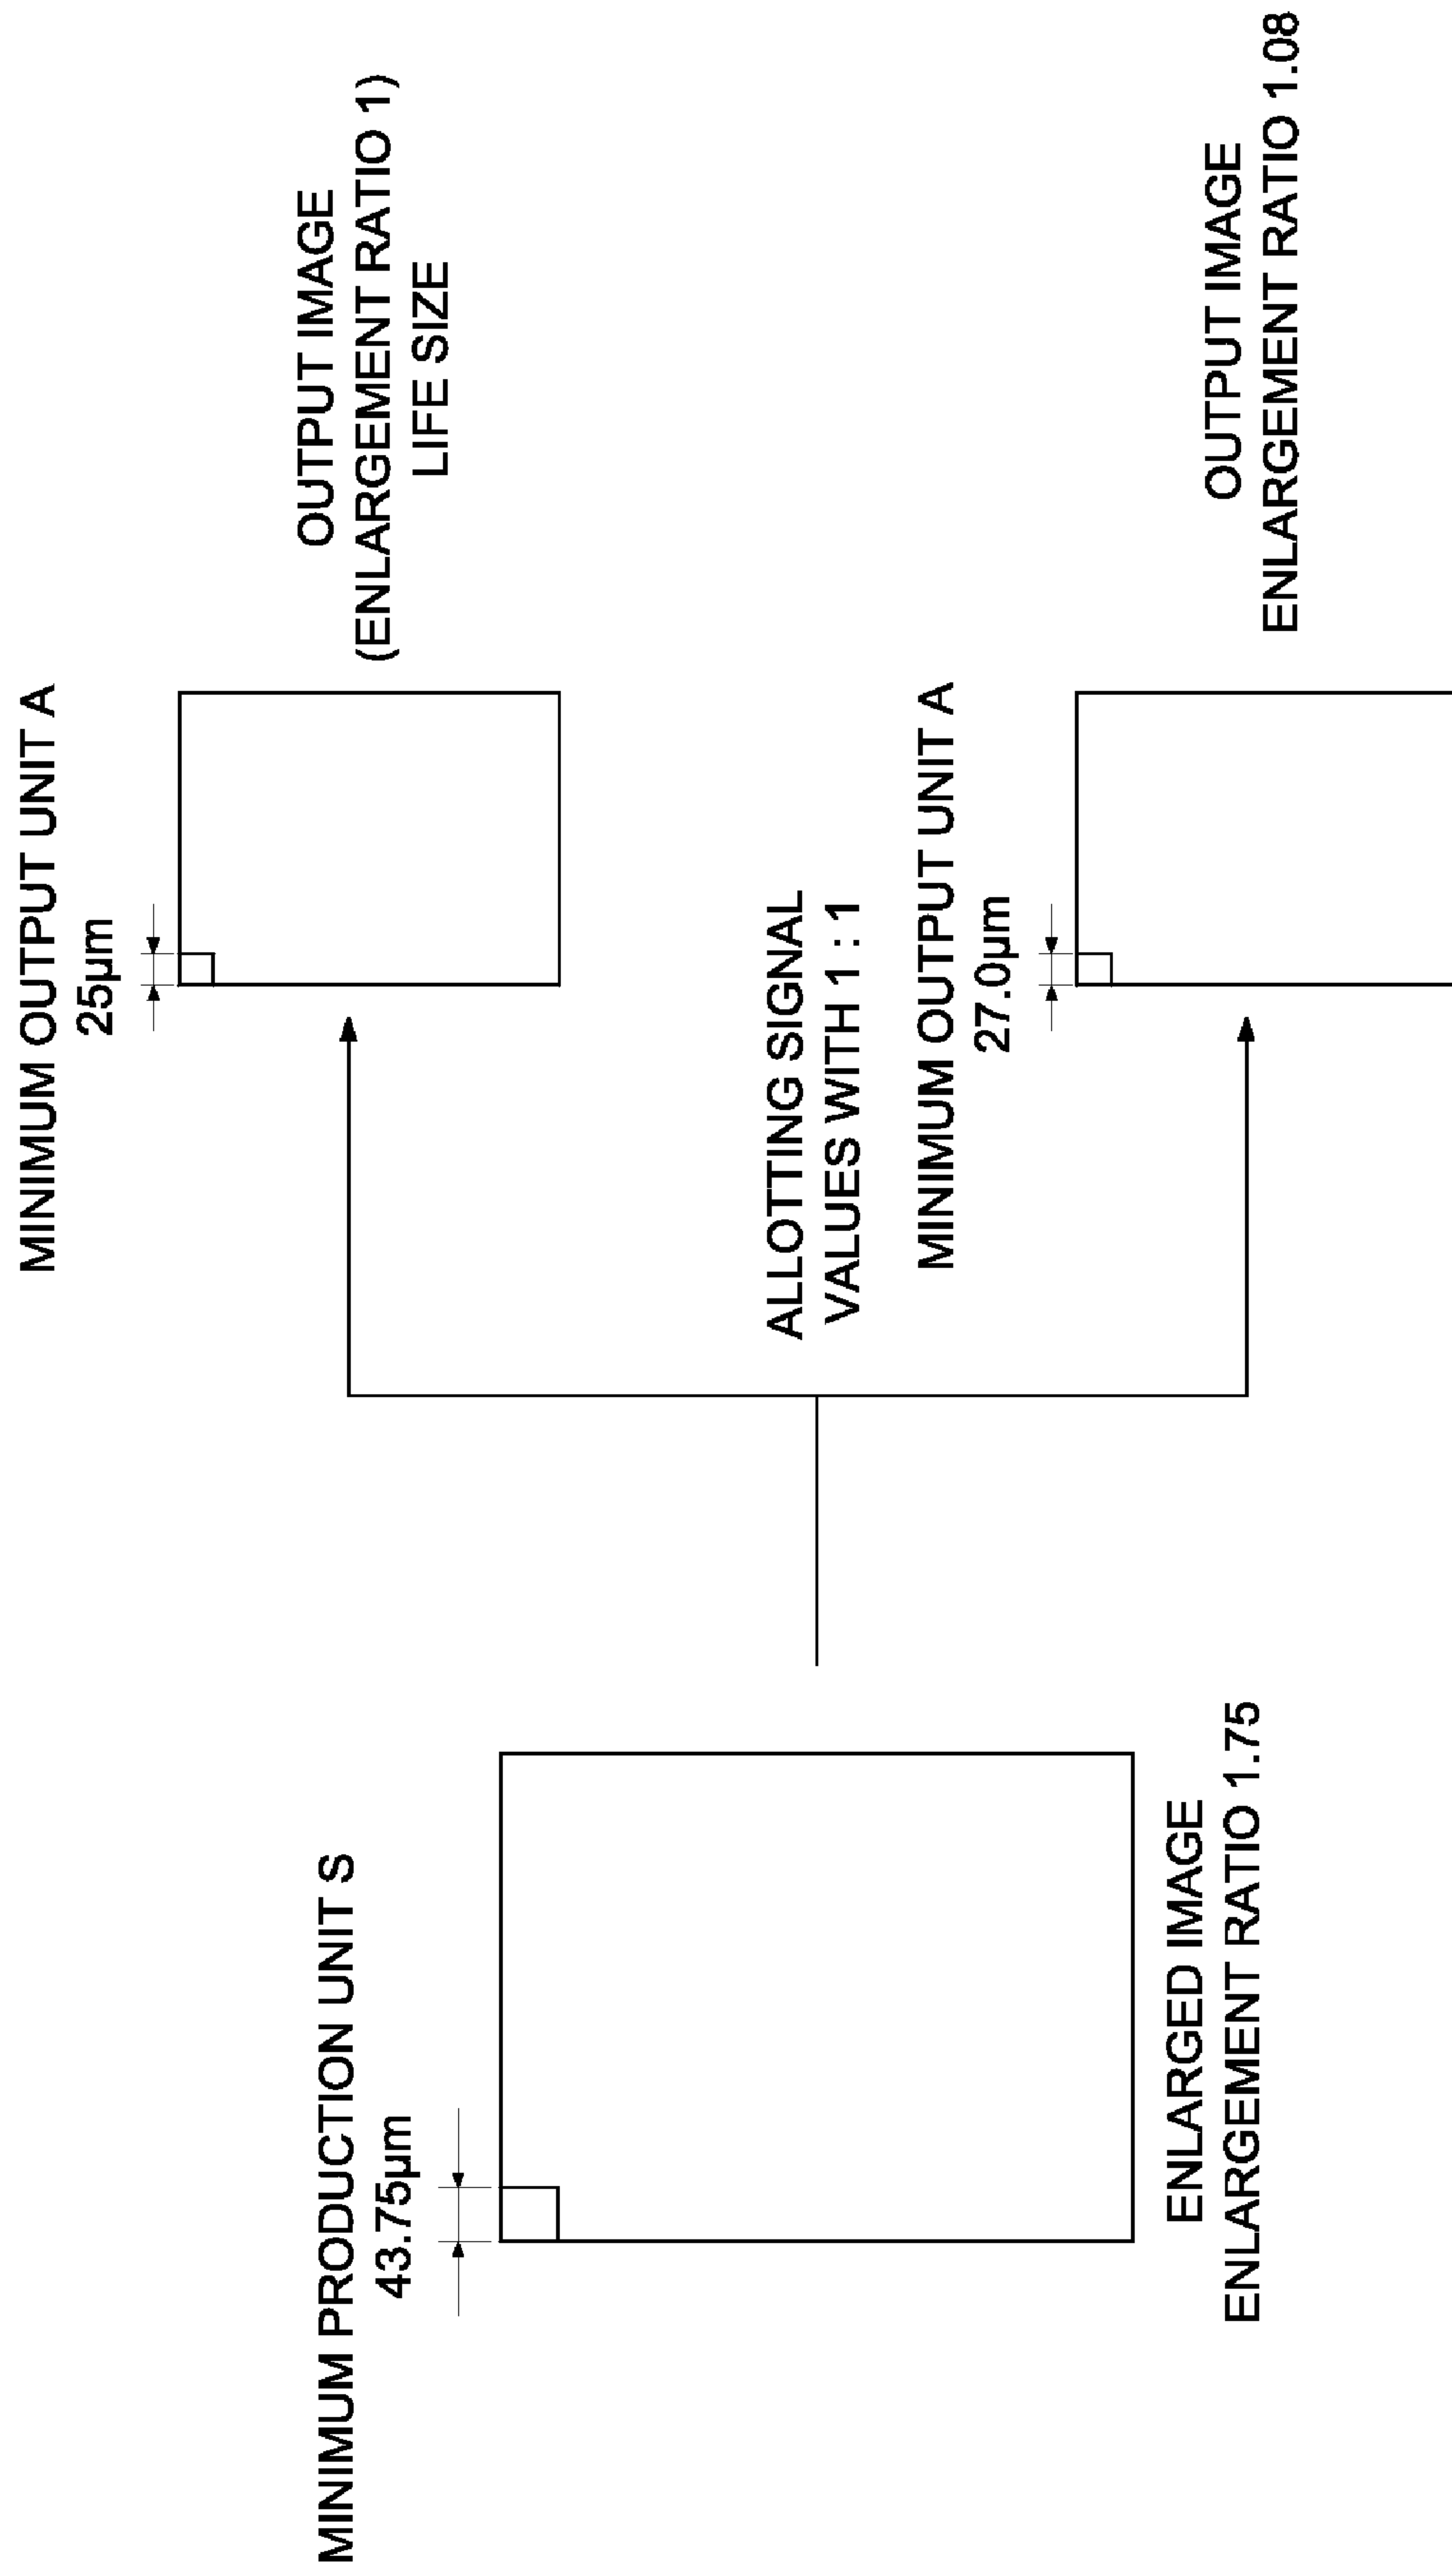 MINIMUM PRODUCTION UNIT S
43.75µm
ENLARGED IMAGE
ENLARGEMENT RATIO 1.75
MINIMUM OUTPUT UNIT A
25µm
OUTPUT IMAGE
(ENLARGEMENT RATIO 1)
LIFE SIZE
ALLOTTING SIGNAL
VALUES WITH 1 : 1
MINIMUM OUTPUT UNIT A
27.0µm
OUTPUT IMAGE
ENLARGEMENT RATIO 1.08